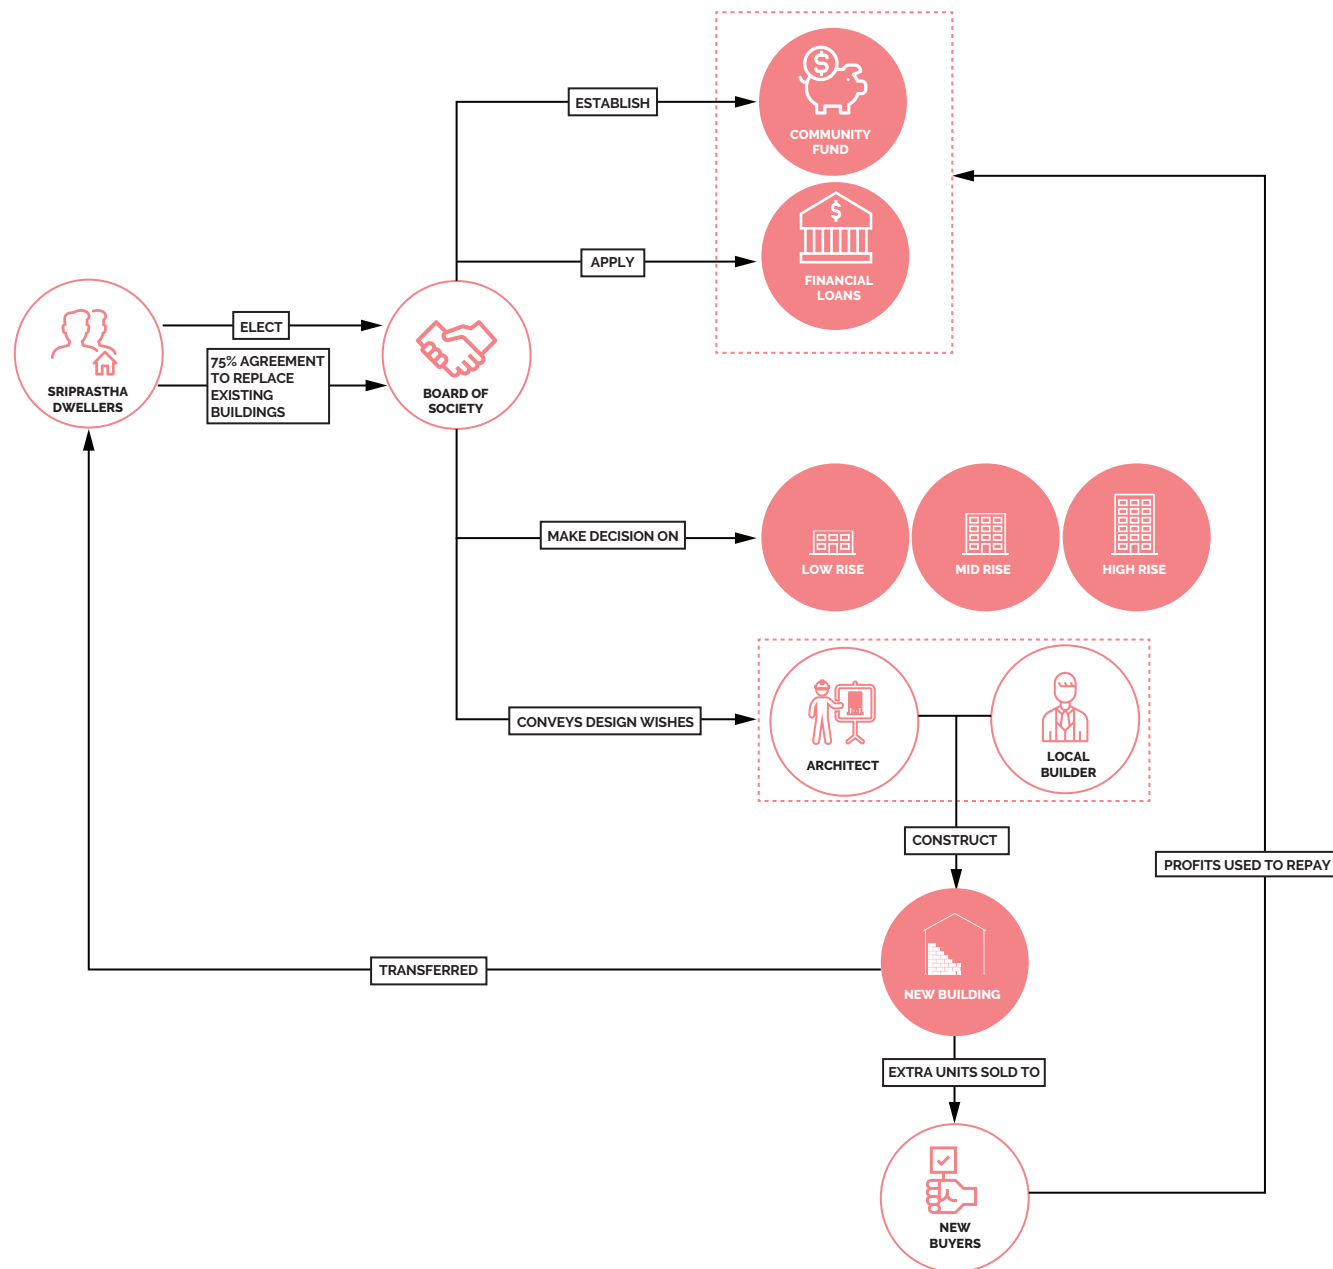 ESTABLISH
COMMUNITY
FUND
APPLY
FINANCIAL
LOANS
SRIPRASTHA
DWELLERS
ELECT
75% AGREEMENT
TO REPLACE
EXISTING
BUILDINGS
BOARD OF
SOCIETY
MAKE DECISION ON
LOW RISE
MID RISE
HIGH RISE
CONVEYS DESIGN WISHES
ARCHITECT
LOCAL
BUILDER
CONSTRUCT
PROFITS USED TO REPAY
TRANSFERRED
NEW BUILDING
EXTRA UNITS SOLD TO
NEW
BUYERS